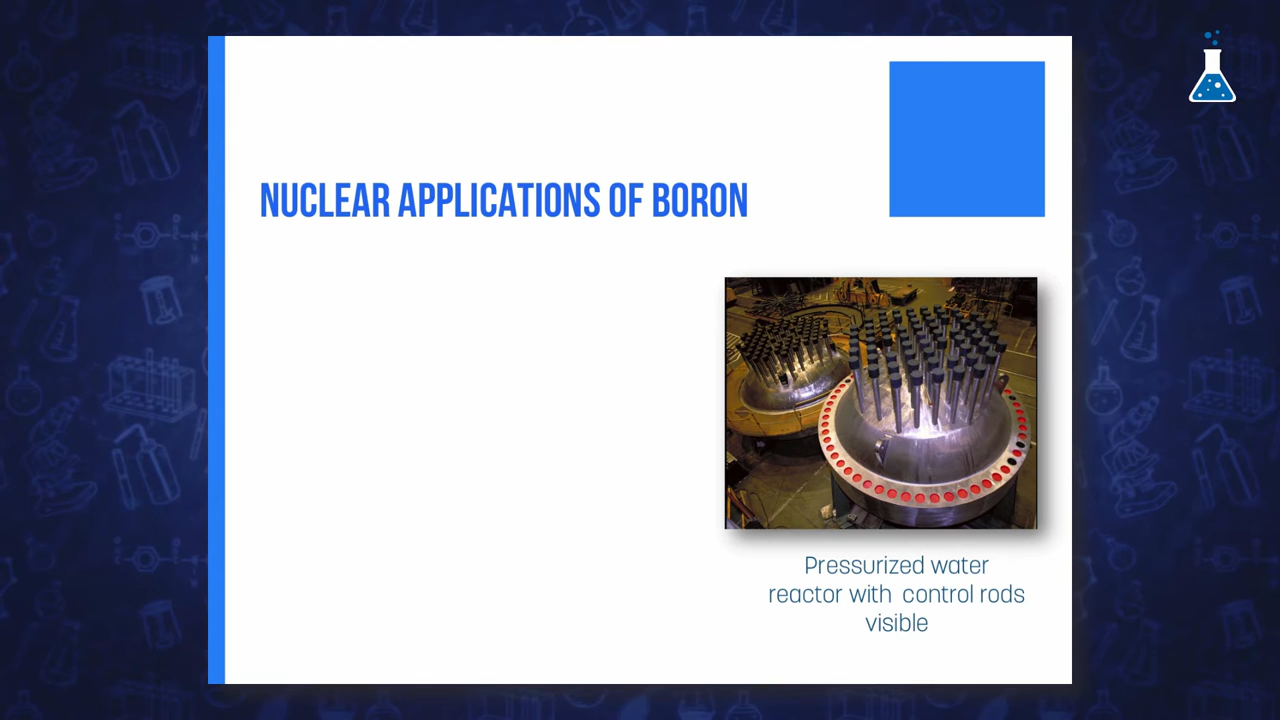 NUCLEAR APPLICATIONS OF BORON
Pressurized water
reactor with control rods
visible